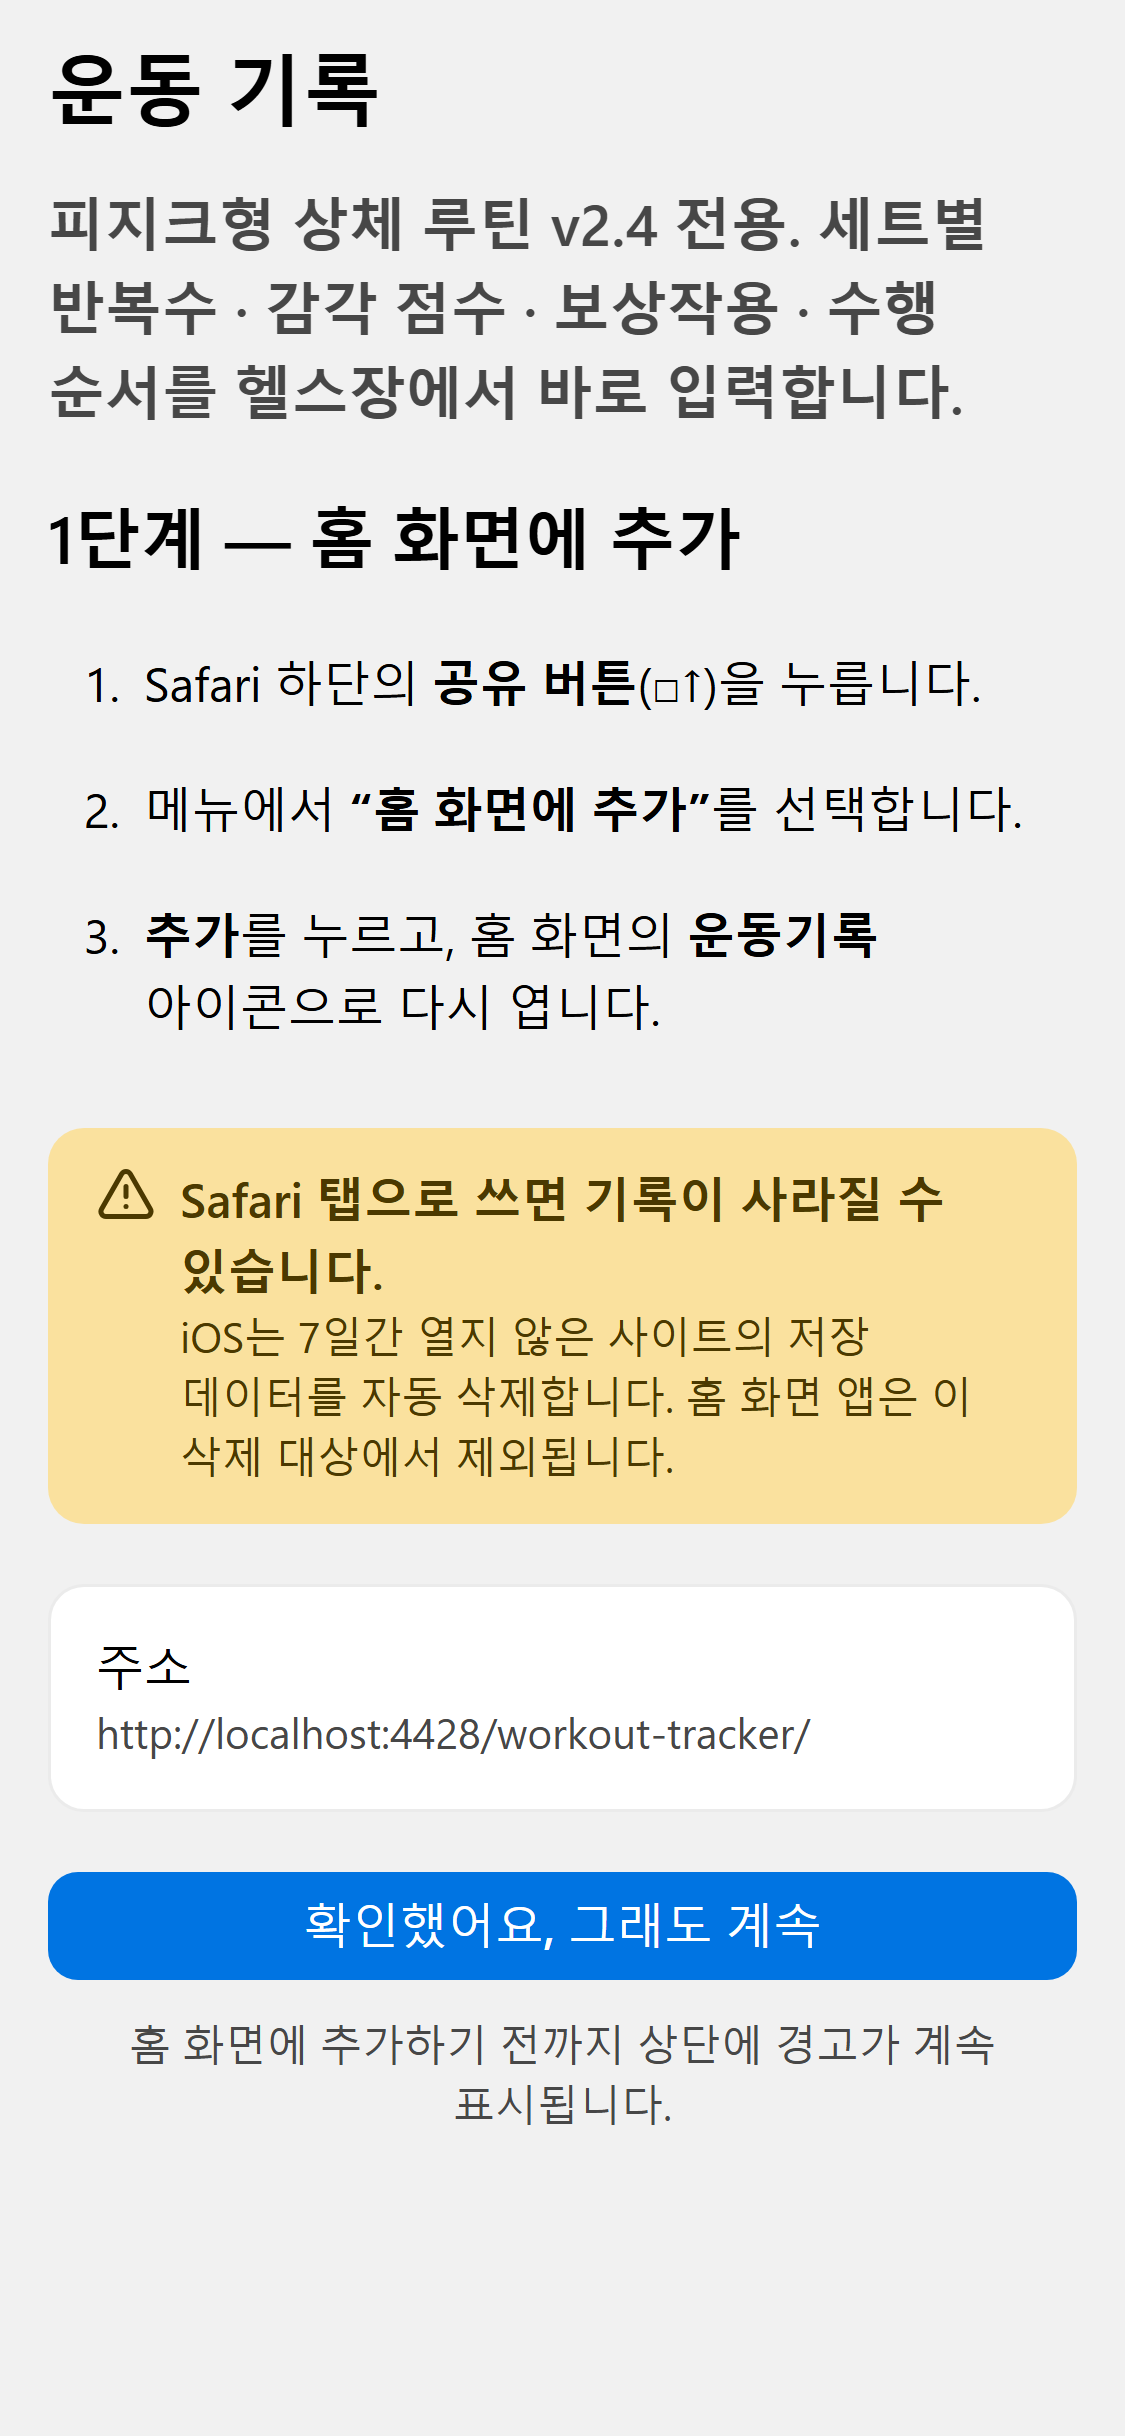 운동 기록
피지크형 상체 루틴 v2.4 전용. 세트별
반복수 · 감각 점수 · 보상작용 · 수행
순서를 헬스장에서 바로 입력합니다.
1단계 — 홈 화면에 추가
1. Safari 하단의 공유 버튼(□↑)을 누릅니다.
2. 메뉴에서 “홈 화면에 추가”를 선택합니다.
3. 추가를 누르고, 홈 화면의 운동기록
아이콘으로 다시 엽니다.
Safari 탭으로 쓰면 기록이 사라질 수
있습니다.
iOS는 7일간 열지 않은 사이트의 저장
데이터를 자동 삭제합니다. 홈 화면 앱은 이
삭제 대상에서 제외됩니다.
주소
http://localhost:4428/workout-tracker/
확인했어요, 그래도 계속
홈 화면에 추가하기 전까지 상단에 경고가 계속
표시됩니다.